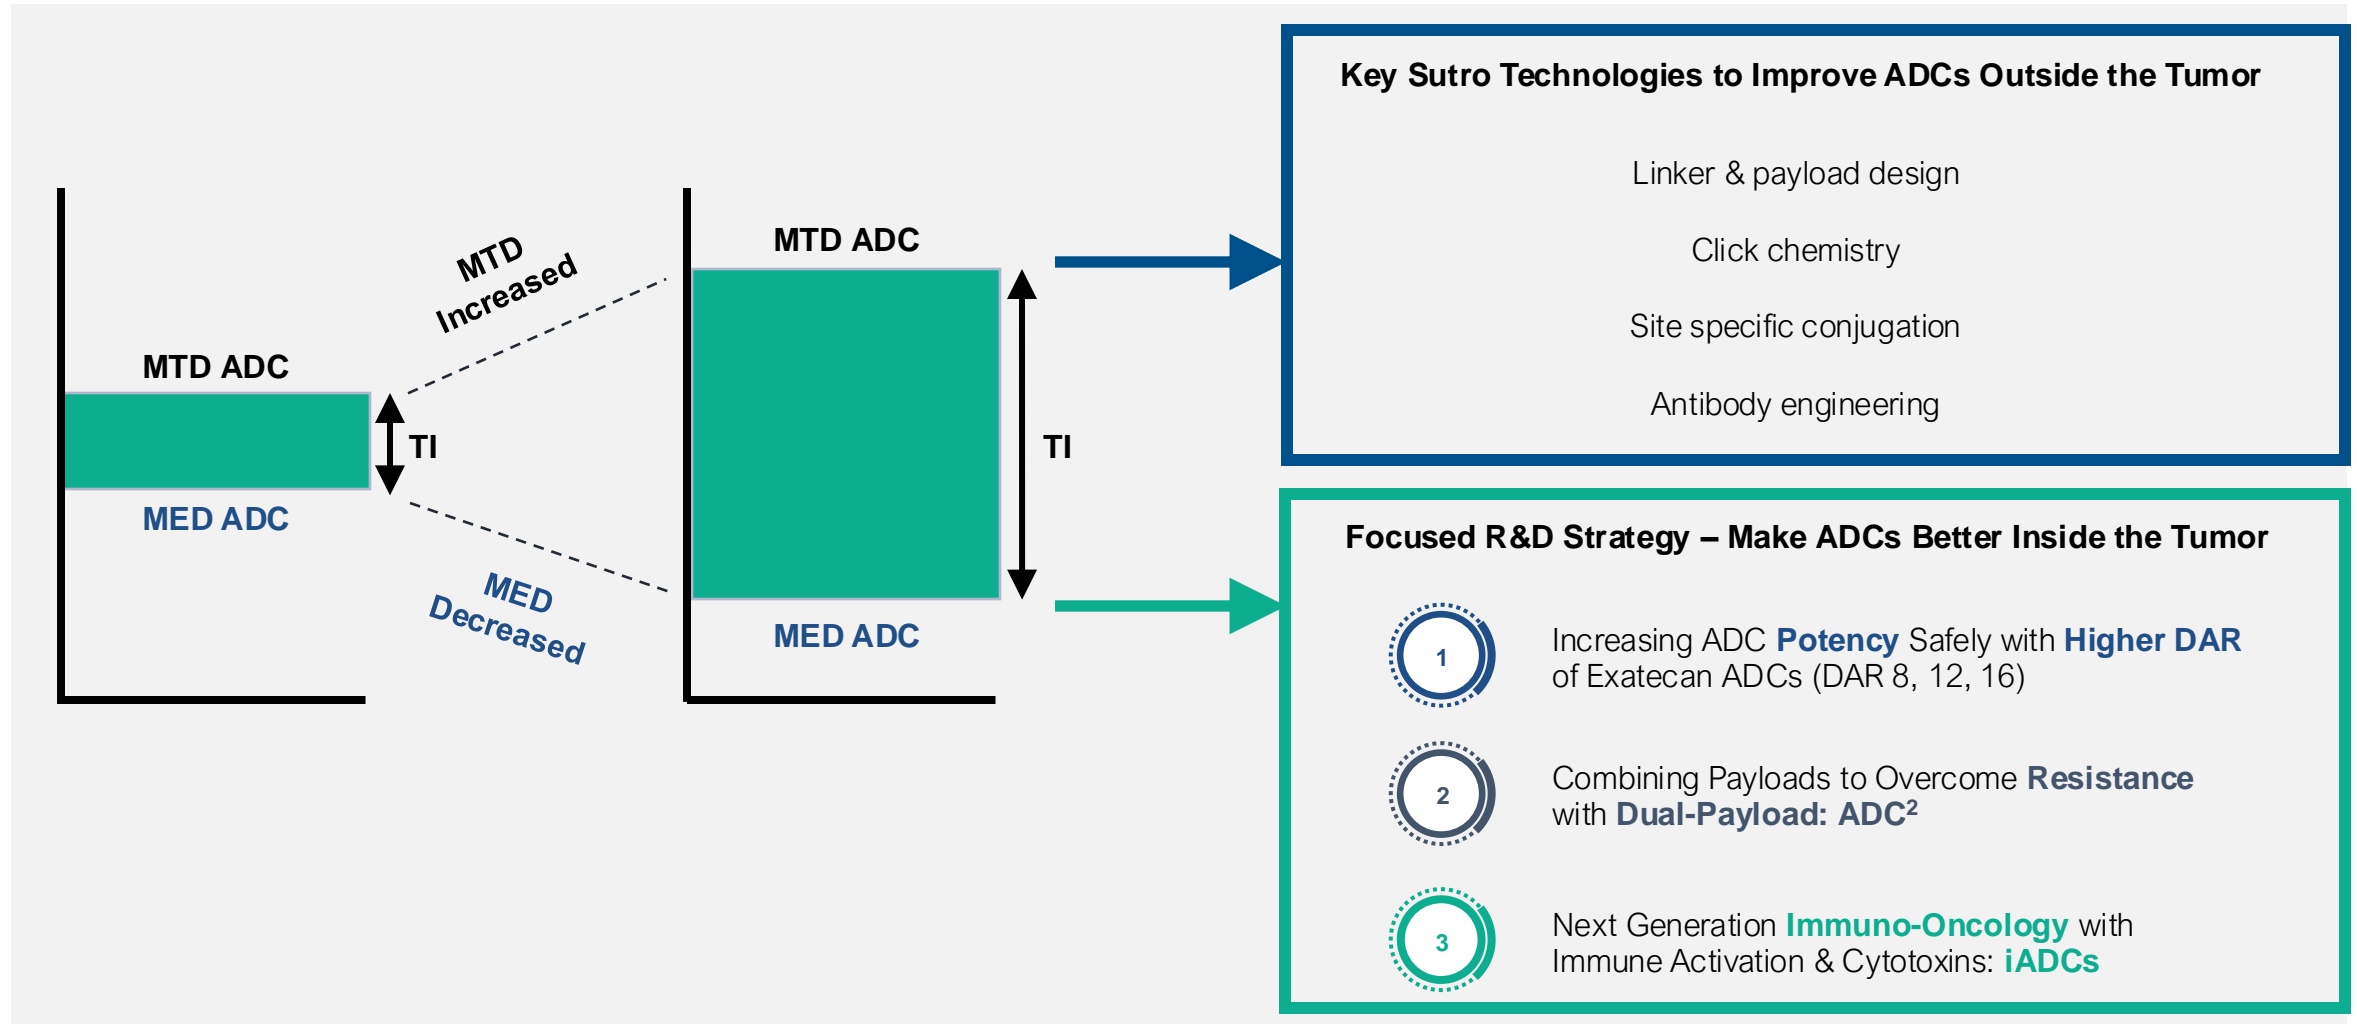 MTD ADC
TI
MED ADC
MTD
Increased
MED
Decreased
MTD ADC
TI
MED ADC
Key Sutro Technologies to Improve ADCs Outside the Tumor
Linker & payload design
Click chemistry
Site specific conjugation
Antibody engineering
Focused R&D Strategy – Make ADCs Better Inside the Tumor
1
Increasing ADC Potency Safely with Higher DAR
of Exatecan ADCs (DAR 8, 12, 16)
2
Combining Payloads to Overcome Resistance
with Dual-Payload: ADC²
3
Next Generation Immuno-Oncology with
Immune Activation & Cytotoxins: iADCs